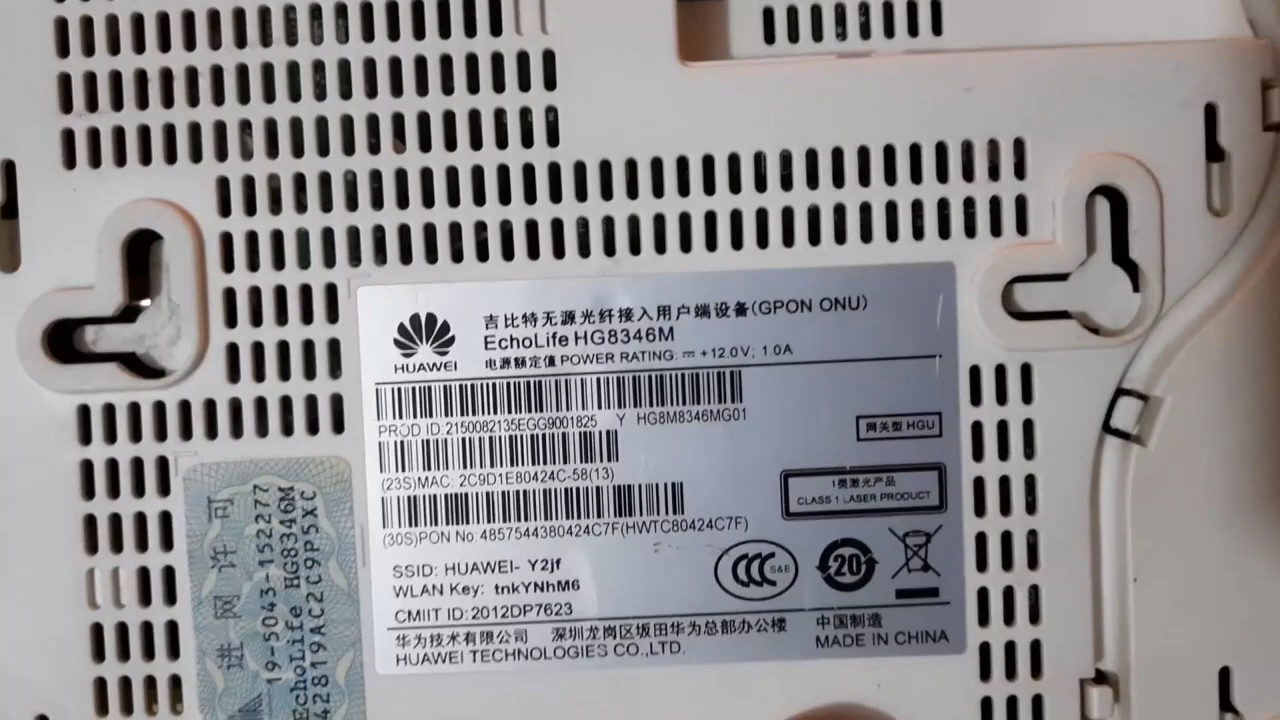 吉比特无源光纤接入用户端设备(GPON ONU)
EchoLife HG8346M
电源额定值 POWER RATING: ⎓ +12.0V; 1.0A
HUAWEI
PROD ID:2150082135EGG9001825 Y HG8M8346MG01
网关型 HGU
(23S)MAC: 2C9D1E80424C-58(13)
1类激光产品
CLASS 1 LASER PRODUCT
(30S)PON No:4857544380424C7F(HWTC80424C7F)
CCC S&E
20
SSID: HUAWEI- Y2jf
WLAN Key: tnkYNhM6
CMIIT ID:2012DP7623
华为技术有限公司 深圳龙岗区坂田华为总部办公楼
HUAWEI TECHNOLOGIES CO.,LTD.
中国制造
MADE IN CHINA
进网许可
19-5043-152277
EchoLife HG8346M
42819AC2C9P5XC